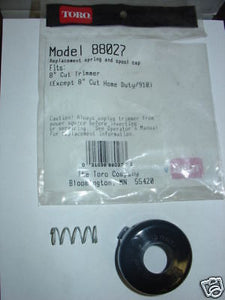 TORO
Model 88027
Replacement spring and spool cap
Fits:
8" Cut Trimmer
(Except 8" Cut Home Duty/910)
Caution! Always unplug trimmer from
power source before inverting
or servicing. See Operator's Manual
for Replacement information.
The Toro Company
Bloomington, MN 55420